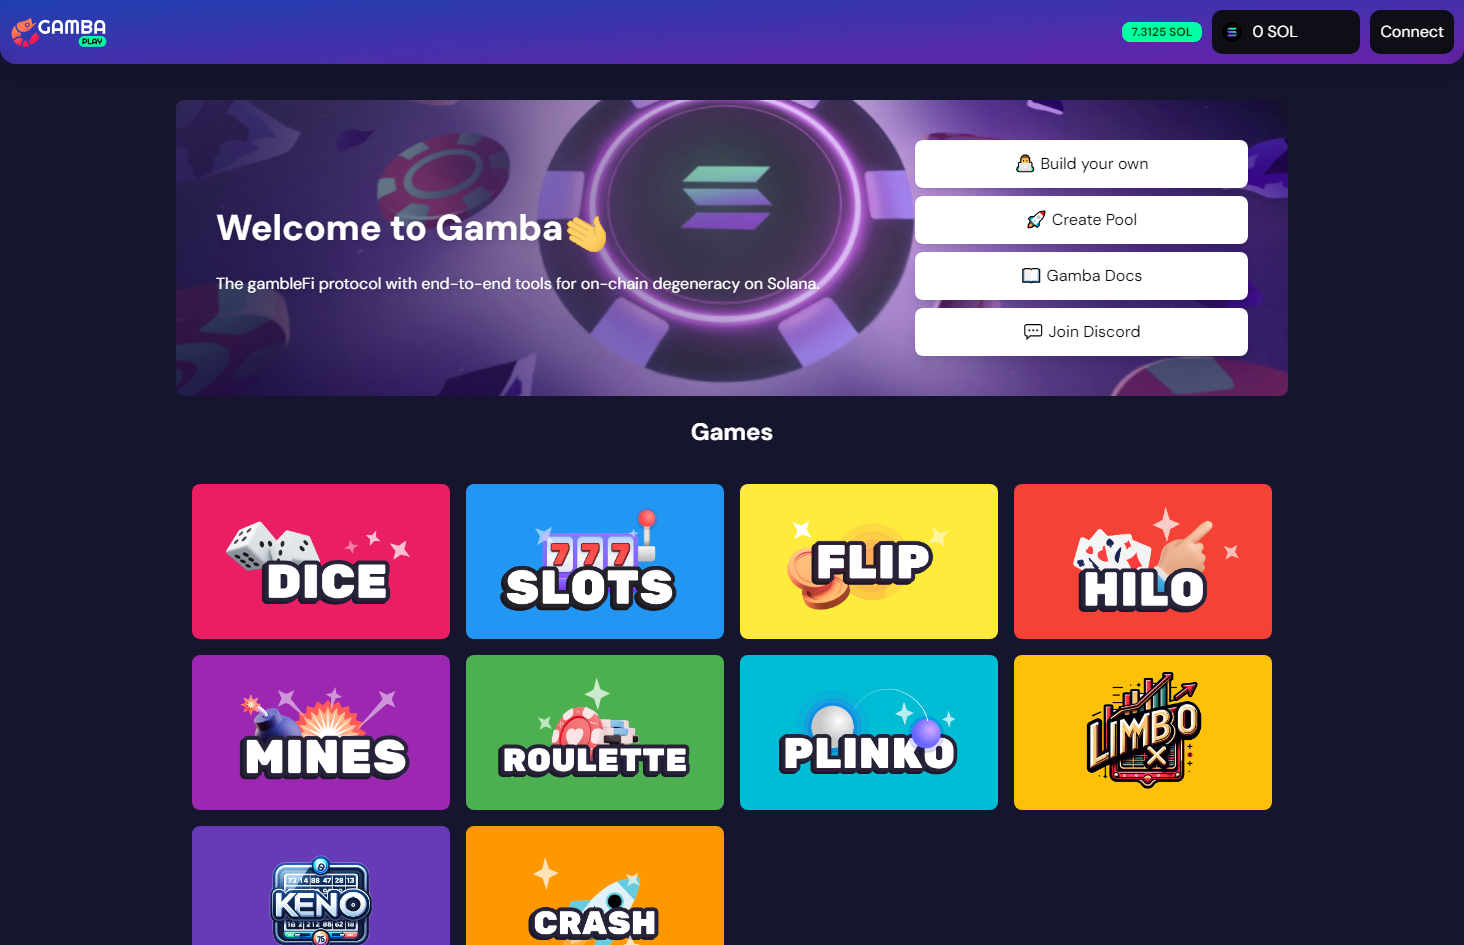 GAMBA
PLAY
7.3125 SOL
0 SOL
Connect
Welcome to Gamba
The gambleFi protocol with end-to-end tools for on-chain degeneracy on Solana.
Build your own
Create Pool
Gamba Docs
Join Discord
Games
DICE
777
SLOTS
FLIP
HILO
MINES
ROULETTE
PLINKO
LIMBO
X
KENO
CRASH